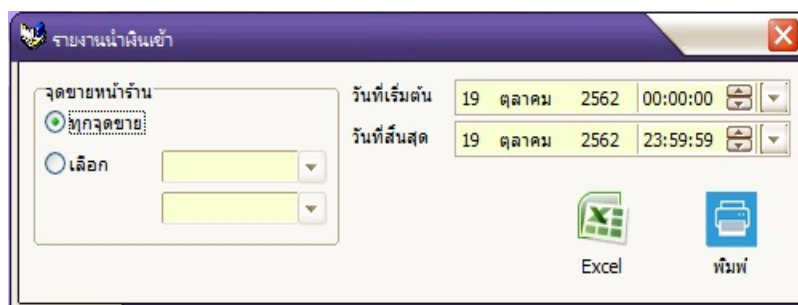 รายงานนำเงินเข้า
จุดขายหน้าร้าน
ทุกจุดขาย
เลือก
วันที่เริ่มต้น 19 ตุลาคม 2562 00:00:00
วันที่สิ้นสุด 19 ตุลาคม 2562 23:59:59
Excel พิมพ์